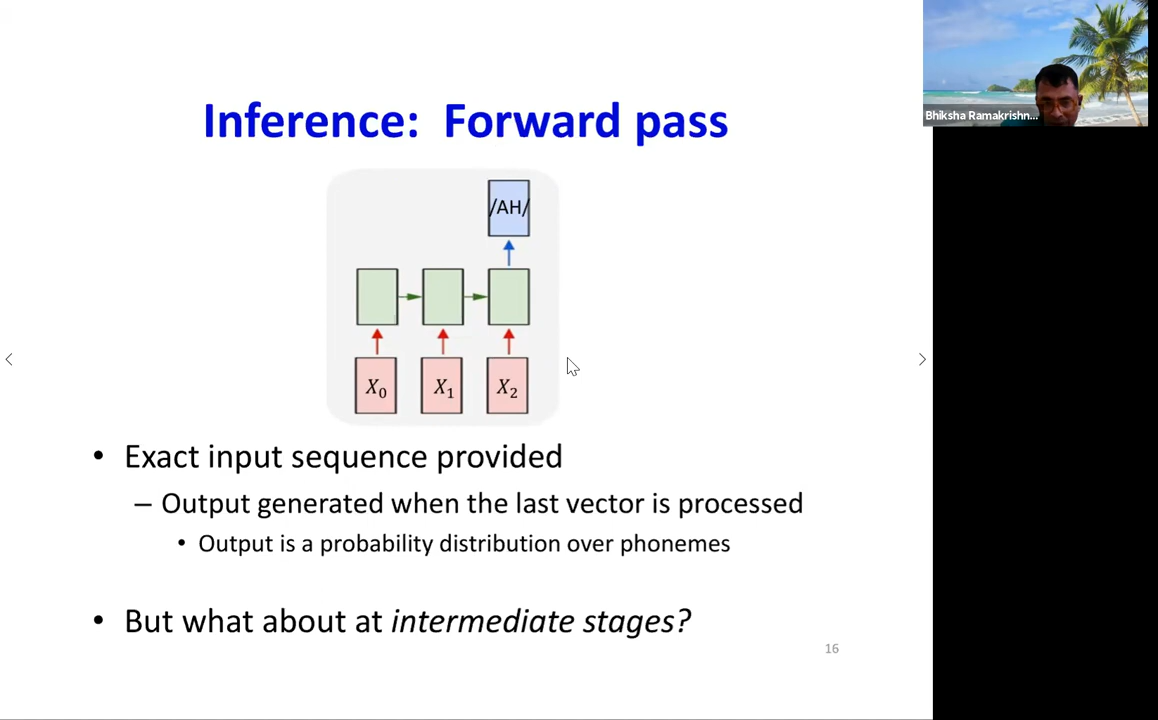 Bhiksha Ramakrishn...
Inference: Forward pass
/AH/
X₀ X₁ X₂
• Exact input sequence provided
– Output generated when the last vector is processed
• Output is a probability distribution over phonemes
• But what about at intermediate stages?
16